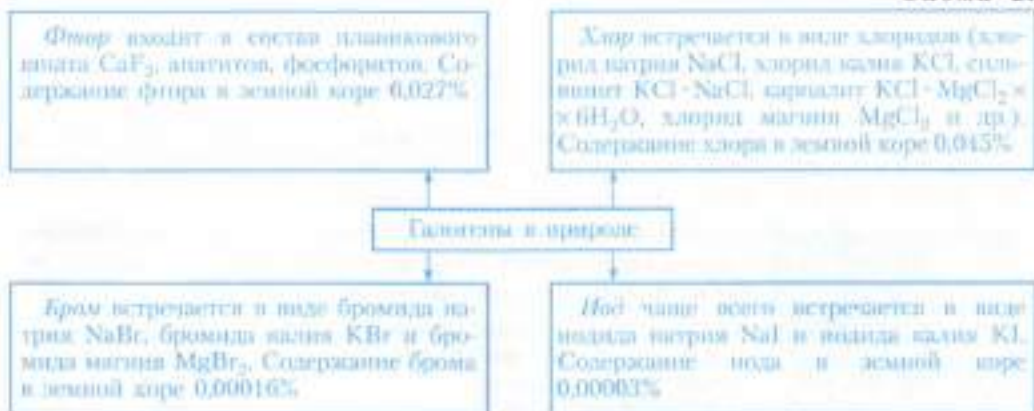 Фтор входит в состав плавикового
шпата CaF₂, апатитов, фосфоритов. Со-
держание фтора в земной коре 0,027%
Хлор встречается в виде хлоридов (хло-
рид натрия NaCl, хлорид калия KCl, силь-
винит KCl · NaCl, карналит KCl · MgCl₂ ×
× 6H₂O, хлорид магния MgCl₂ и др.).
Содержание хлора в земной коре 0,045%
Галогены в природе
Бром встречается в виде бромида на-
трия NaBr, бромида калия KBr и бро-
мида магния MgBr₂. Содержание брома
в земной коре 0,00016%
Иод чаще всего встречается в виде
иодида натрия NaI и иодида калия KI.
Содержание иода в земной коре
0,00003%